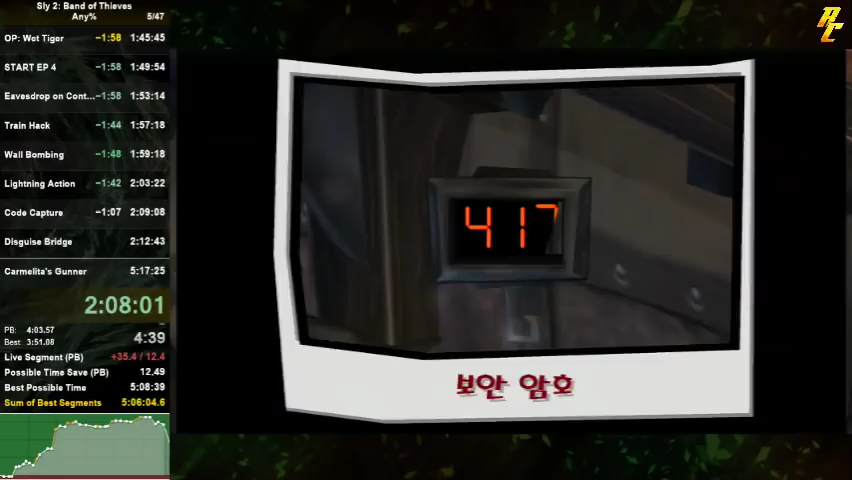 Sly 2: Band of Thieves
Any% 5/47
OP: Wet Tiger -1:58 1:45:45
START EP 4 -1:58 1:49:54
Eavesdrop on Cont... -1:58 1:53:14
Train Hack -1:44 1:57:18
Wall Bombing -1:48 1:59:18
Lightning Action -1:42 2:03:22
Code Capture -1:07 2:09:08
Disguise Bridge 2:12:43
Carmelita's Gunner 5:17:25
2:08:01
PB: 4:03.57
Best: 3:51.08
4:39
Live Segment (PB) +35.4 / 12.4
Possible Time Save (PB) 12.49
Best Possible Time 5:08:39
Sum of Best Segments 5:06:04.6
417
보안 암호